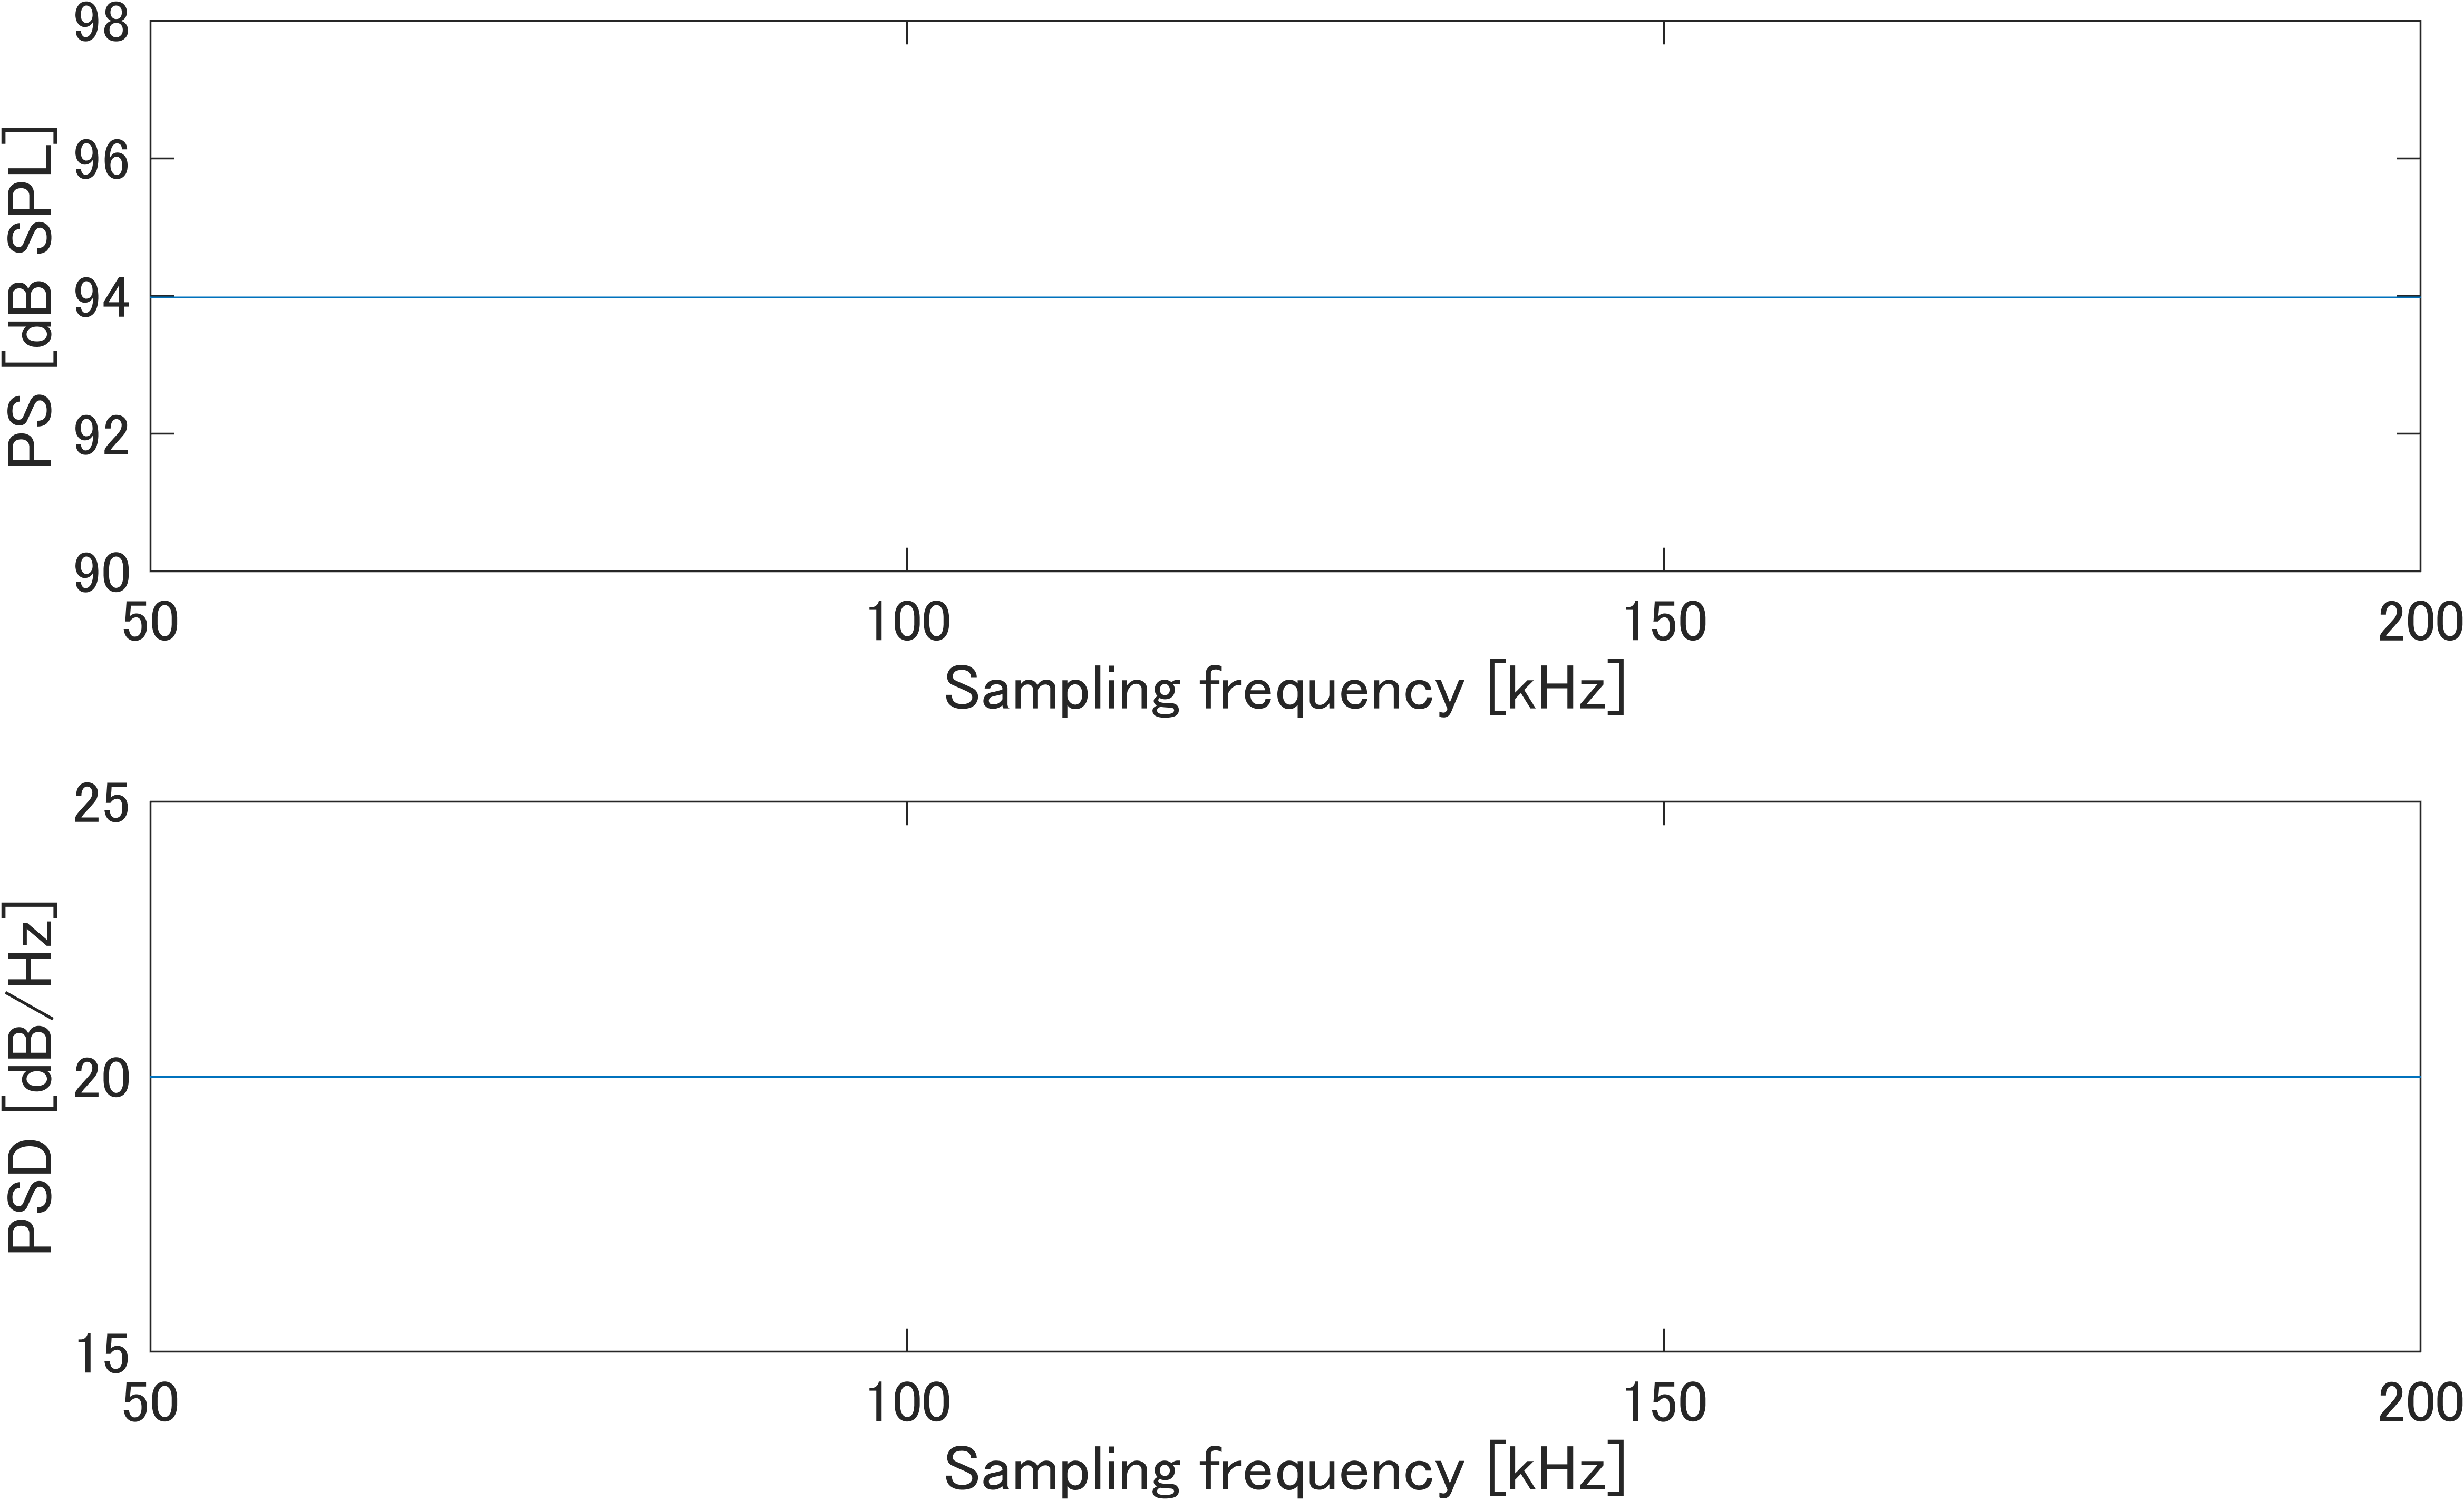 98
96
94
92
90
PS [dB SPL]
50 100 150 200
Sampling frequency [kHz]
25
20
15
PSD [dB/Hz]
50 100 150 200
Sampling frequency [kHz]